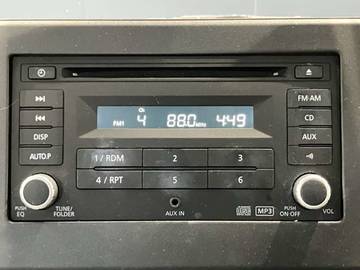 Ch
FM1 4 88.0 MHz 4:49
DISP
AUTO.P
FM·AM
CD
AUX
1 / RDM 2 3
4 / RPT 5 6
PUSH
EQ
TUNE/
FOLDER
AUX IN
MP3
PUSH
ON OFF
VOL